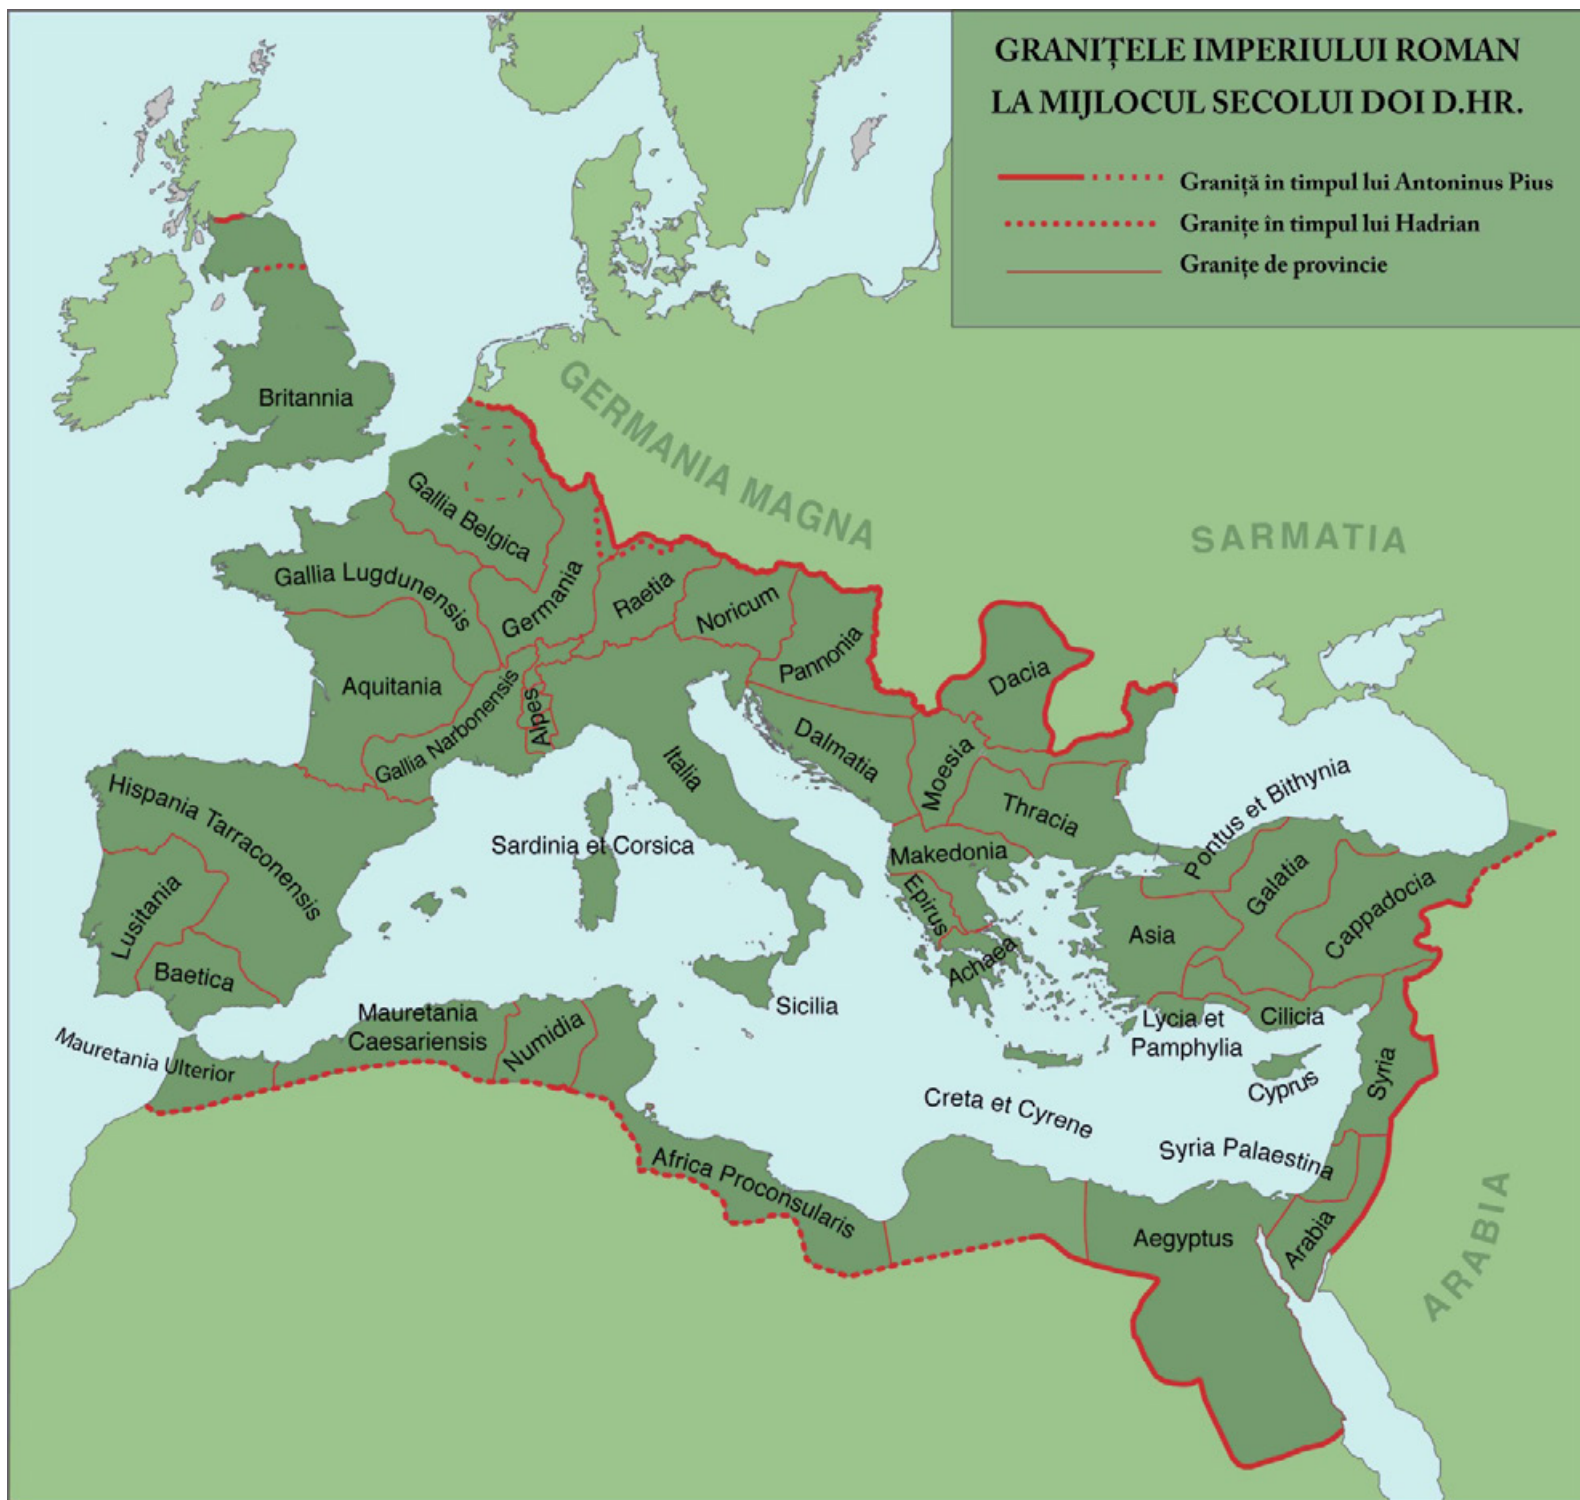 GRANIȚELE IMPERIULUI ROMAN
LA MIJLOCUL SECOLUI DOI D.HR.
Graniță în timpul lui Antoninus Pius
Granițe în timpul lui Hadrian
Granițe de provincie
Britannia
GERMANIA MAGNA
SARMATIA
Gallia Belgica
Gallia Lugdunensis
Germania
Raetia
Noricum
Pannonia
Dacia
Aquitania
Gallia Narbonensis
Alpes
Italia
Dalmatia
Moesia
Thracia
Pontus et Bithynia
Hispania Tarraconensis
Sardinia et Corsica
Makedonia
Epirus
Galatia
Cappadocia
Lusitania
Baetica
Achaea
Asia
Sicilia
Mauretania
Caesariensis
Numidia
Mauretania Ulterior
Lycia et
Pamphylia
Cilicia
Syria
Cyprus
Creta et Cyrene
Syria Palaestina
Africa Proconsularis
Aegyptus
Arabia
ARABIA